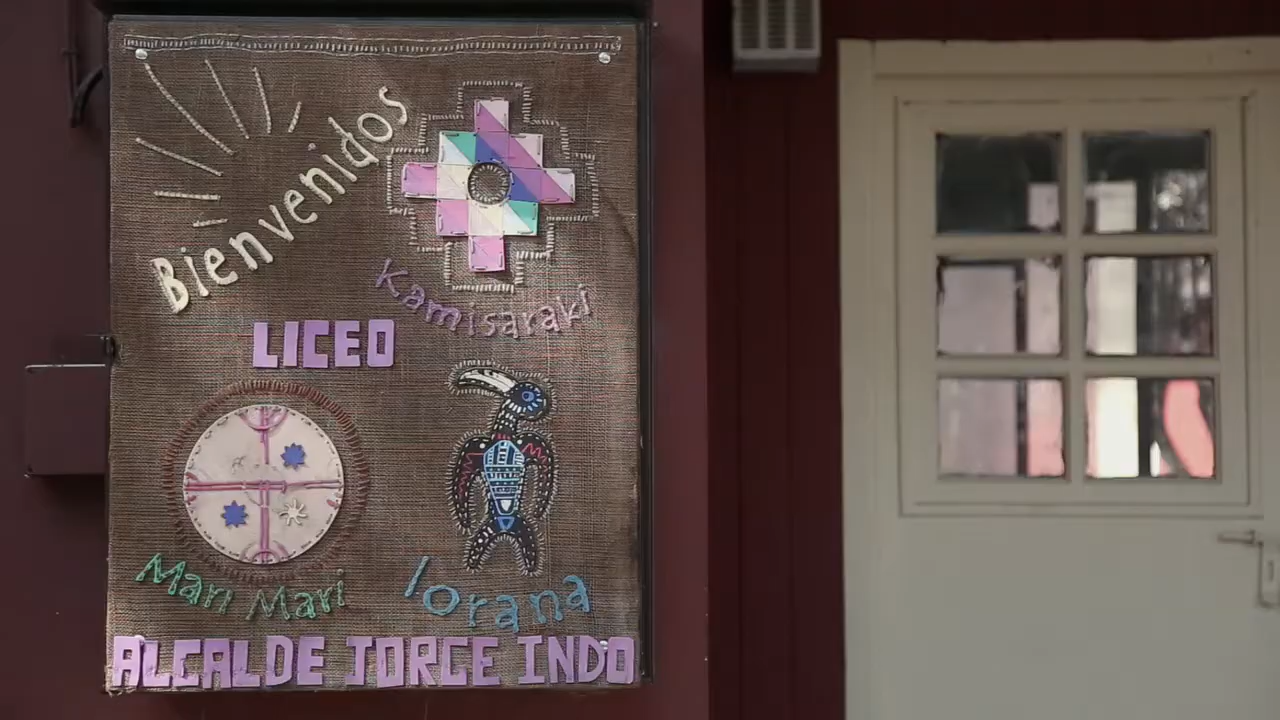 Bienvenidos
Kamisaraki
LICEO
Mari Mari
Iorana
ALCALDE JORGE INDO